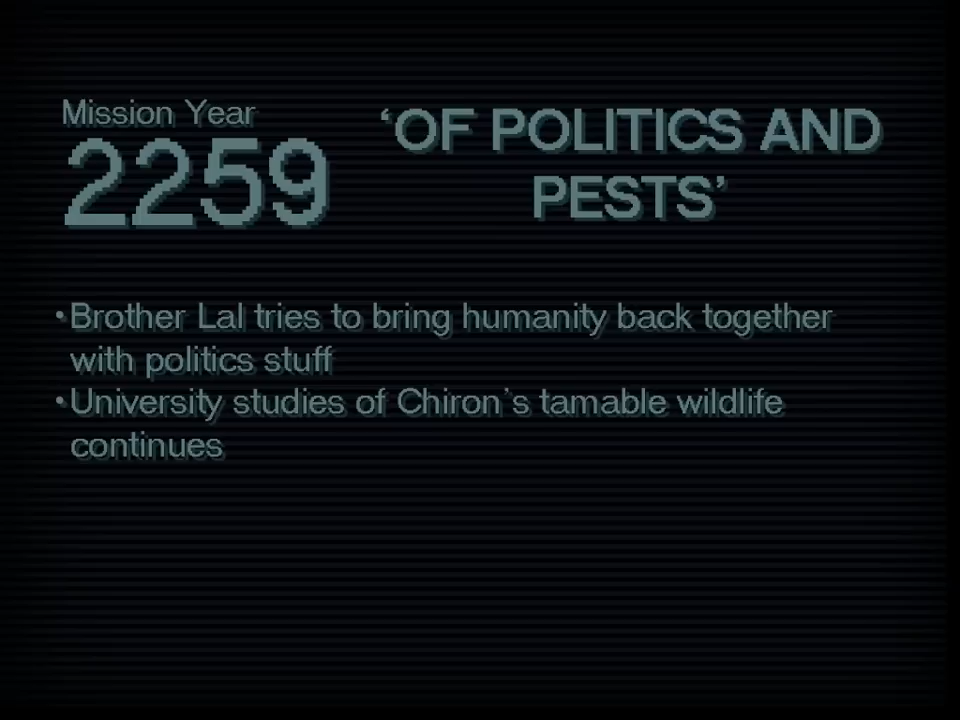 Mission Year
2259
‘OF POLITICS AND
PESTS’
•Brother Lal tries to bring humanity back together
with politics stuff
•University studies of Chiron`s tamable wildlife
continues